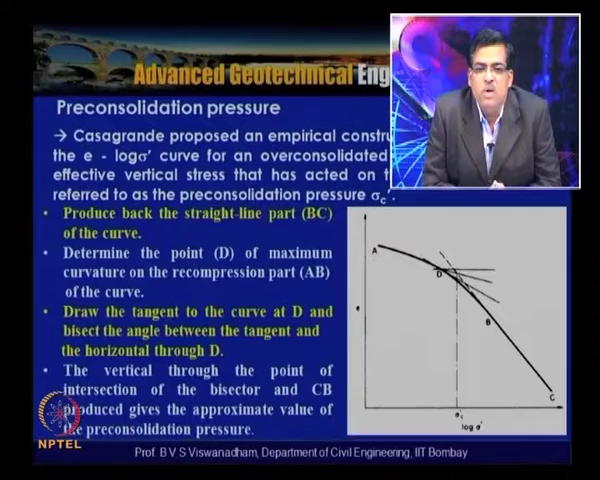 Advanced Geotechnical Eng
Preconsolidation pressure
→ Casagrande proposed an empirical constru
the e - logσ' curve for an overconsolidated
effective vertical stress that has acted on t
referred to as the preconsolidation pressure σc'.
• Produce back the straight-line part (BC)
of the curve.
• Determine the point (D) of maximum
curvature on the recompression part (AB)
of the curve.
• Draw the tangent to the curve at D and
bisect the angle between the tangent and
the horizontal through D.
• The vertical through the point of
intersection of the bisector and CB
produced gives the approximate value of
the preconsolidation pressure.
A
D
B
e
C
σ'c
log σ'
NPTEL
Prof. B V S Viswanadham, Department of Civil Engineering, IIT Bombay